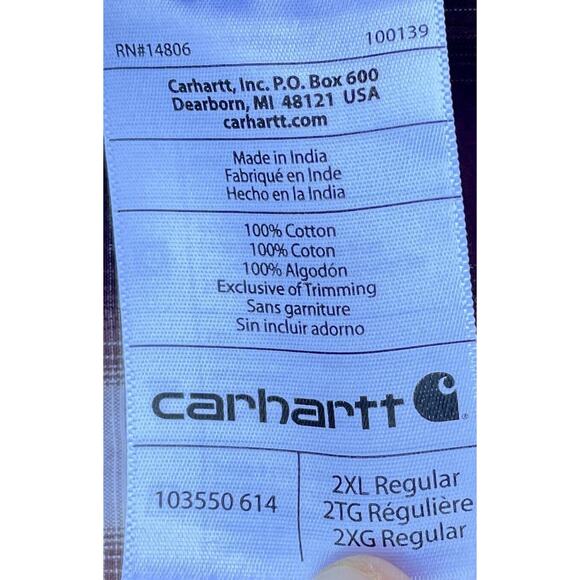 RN#14806 100139
Carhartt, Inc. P.O. Box 600
Dearborn, MI 48121 USA
carhartt.com
Made in India
Fabriqué en Inde
Hecho en la India
100% Cotton
100% Coton
100% Algodón
Exclusive of Trimming
Sans garniture
Sin incluir adorno
carhartt
103550 614
2XL Regular
2TG Régulière
2XG Regular